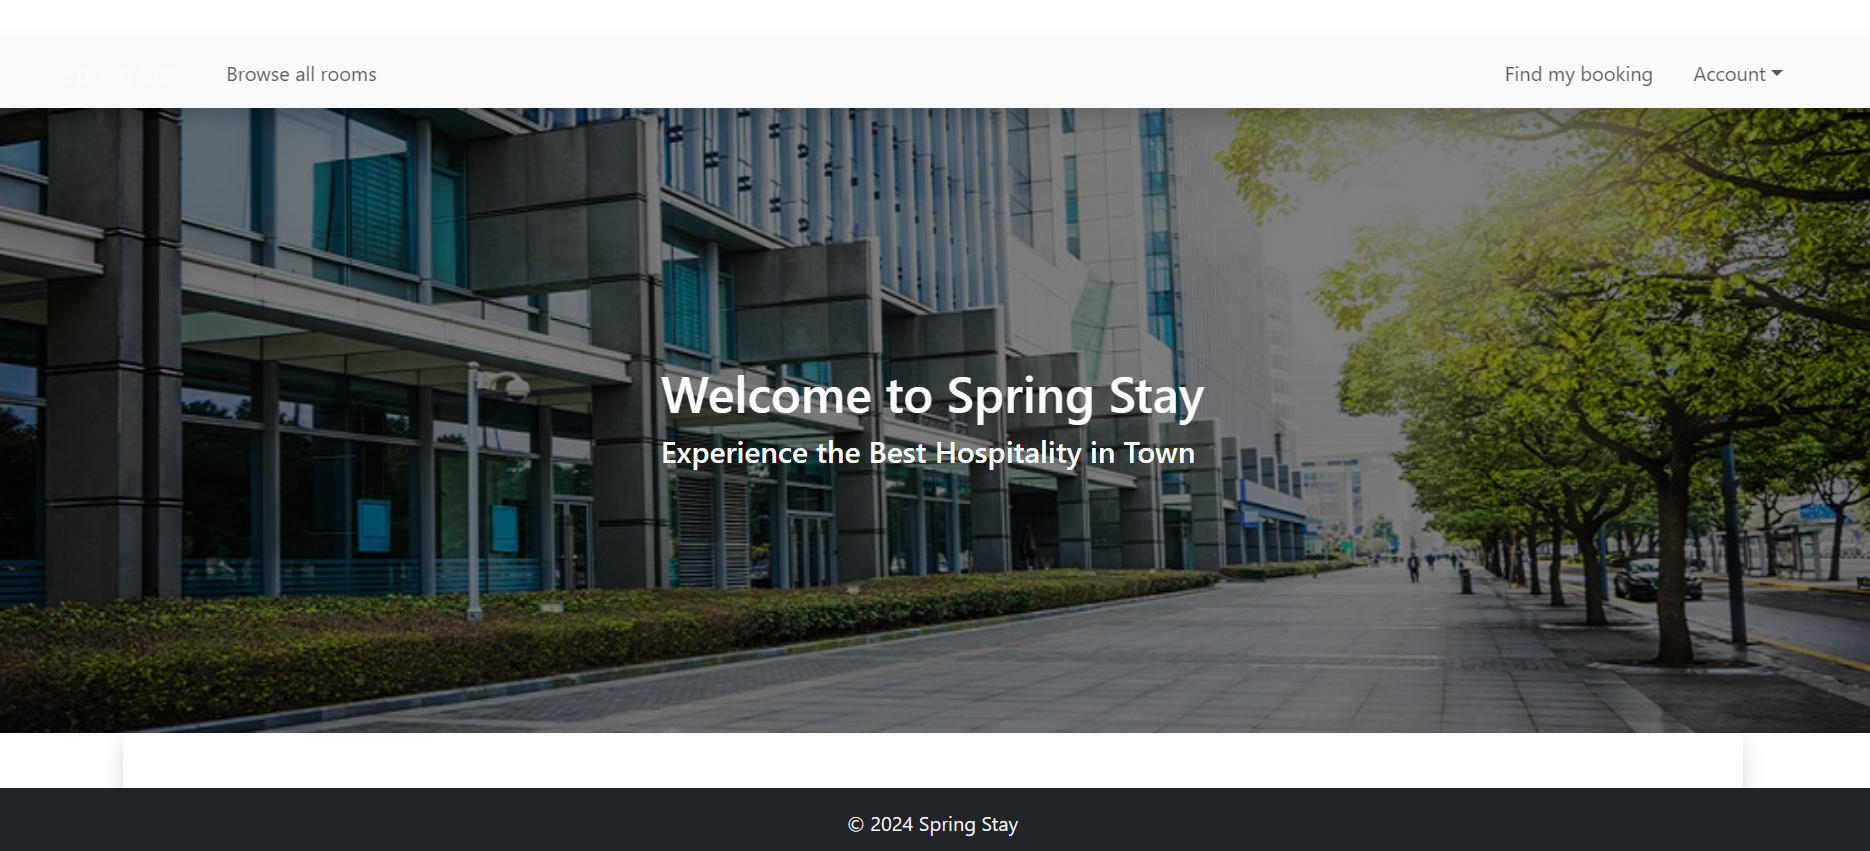 Spring Stay
Browse all rooms
Find my booking
Account
Welcome to Spring Stay
Experience the Best Hospitality in Town
© 2024 Spring Stay